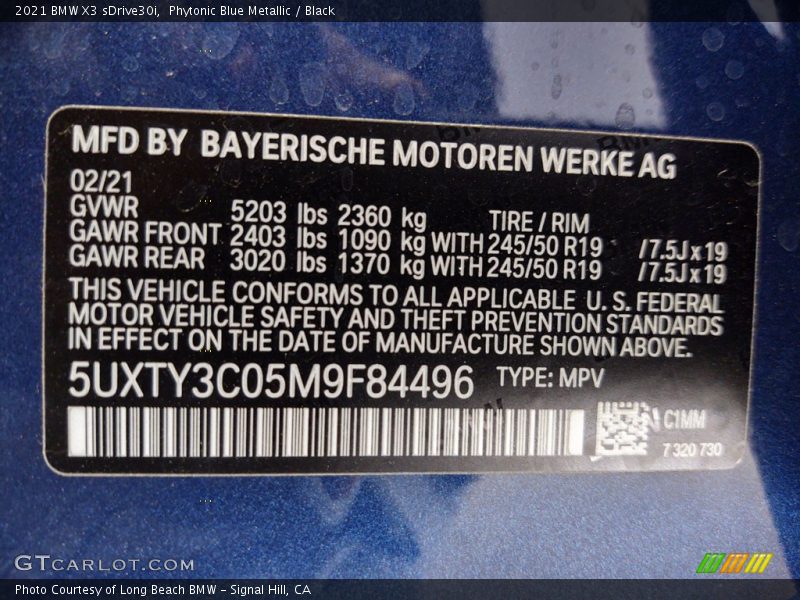 2021 BMW X3 sDrive30i,  Phytonic Blue Metallic / Black
MFD BY BAYERISCHE MOTOREN WERKE AG
02/21
GVWR 5203 lbs 2360 kg TIRE / RIM
GAWR FRONT 2403 lbs 1090 kg WITH 245/50 R19 /7.5J x 19
GAWR REAR 3020 lbs 1370 kg WITH 245/50 R19 /7.5J x 19
THIS VEHICLE CONFORMS TO ALL APPLICABLE U. S. FEDERAL
MOTOR VEHICLE SAFETY AND THEFT PREVENTION STANDARDS
IN EFFECT ON THE DATE OF MANUFACTURE SHOWN ABOVE.
5UXTY3C05M9F84496 TYPE: MPV
C1MM
7 320 730
GTCARLOT.COM
Photo Courtesy of Long Beach BMW - Signal Hill, CA